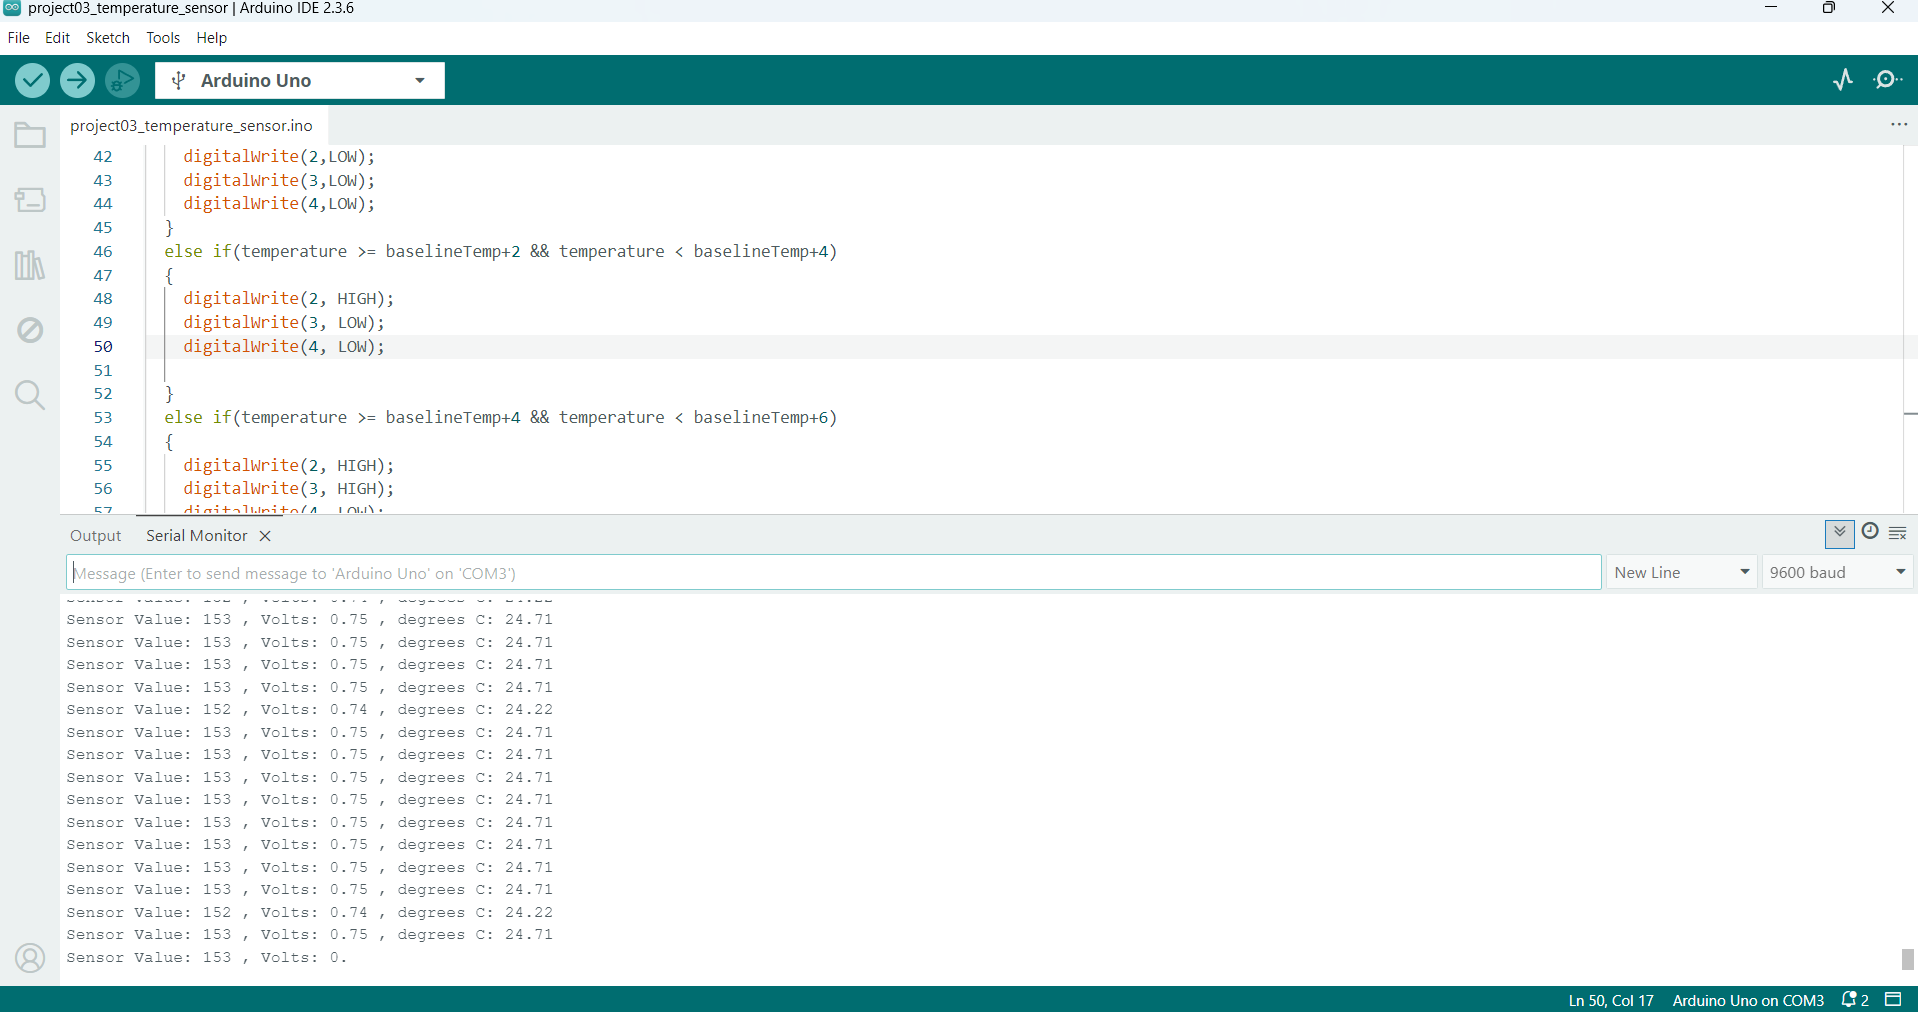 project03_temperature_sensor | Arduino IDE 2.3.6
File Edit Sketch Tools Help
Arduino Uno
project03_temperature_sensor.ino
42 digitalWrite(2,LOW);
43 digitalWrite(3,LOW);
44 digitalWrite(4,LOW);
45 }
46 else if(temperature >= baselineTemp+2 && temperature < baselineTemp+4)
47 {
48 digitalWrite(2, HIGH);
49 digitalWrite(3, LOW);
50 digitalWrite(4, LOW);
51
52 }
53 else if(temperature >= baselineTemp+4 && temperature < baselineTemp+6)
54 {
55 digitalWrite(2, HIGH);
56 digitalWrite(3, HIGH);
57 digitalWrite(4, LOW);
Output Serial Monitor
Message (Enter to send message to 'Arduino Uno' on 'COM3') New Line 9600 baud
Sensor Value: 152 , Volts: 0.74 , degrees C: 24.22
Sensor Value: 153 , Volts: 0.75 , degrees C: 24.71
Sensor Value: 153 , Volts: 0.75 , degrees C: 24.71
Sensor Value: 153 , Volts: 0.75 , degrees C: 24.71
Sensor Value: 153 , Volts: 0.75 , degrees C: 24.71
Sensor Value: 152 , Volts: 0.74 , degrees C: 24.22
Sensor Value: 153 , Volts: 0.75 , degrees C: 24.71
Sensor Value: 153 , Volts: 0.75 , degrees C: 24.71
Sensor Value: 153 , Volts: 0.75 , degrees C: 24.71
Sensor Value: 153 , Volts: 0.75 , degrees C: 24.71
Sensor Value: 153 , Volts: 0.75 , degrees C: 24.71
Sensor Value: 153 , Volts: 0.75 , degrees C: 24.71
Sensor Value: 153 , Volts: 0.75 , degrees C: 24.71
Sensor Value: 153 , Volts: 0.75 , degrees C: 24.71
Sensor Value: 152 , Volts: 0.74 , degrees C: 24.22
Sensor Value: 153 , Volts: 0.75 , degrees C: 24.71
Sensor Value: 153 , Volts: 0.
Ln 50, Col 17 Arduino Uno on COM3 2